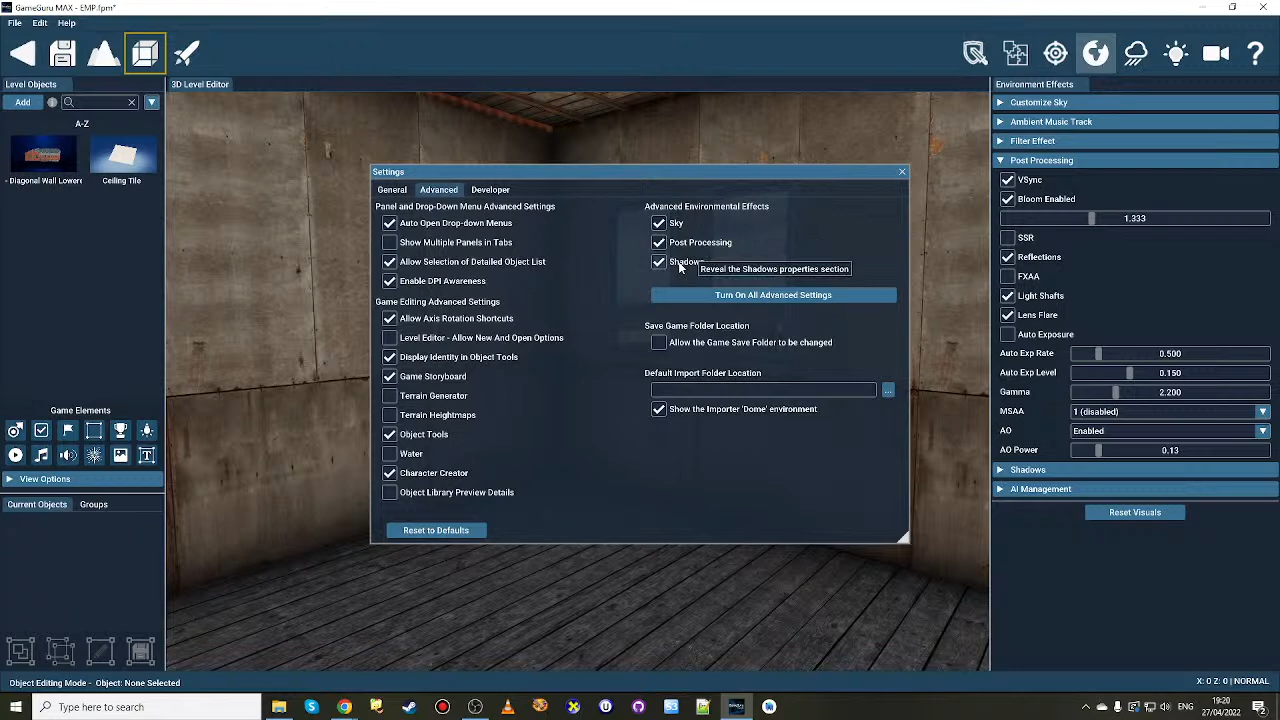 GameGuru MAX - EMP.fpm*
File Edit Help
Level Objects
3D Level Editor
Environment Effects
Add
A-Z
- Diagonal Wall Lowere
Ceiling Tile
Game Elements
View Options
Current Objects Groups
Settings
General Advanced Developer
Panel and Drop-Down Menu Advanced Settings
Auto Open Drop-down Menus
Show Multiple Panels in Tabs
Allow Selection of Detailed Object List
Enable DPI Awareness
Game Editing Advanced Settings
Allow Axis Rotation Shortcuts
Level Editor - Allow New And Open Options
Display Identity in Object Tools
Game Storyboard
Terrain Generator
Terrain Heightmaps
Object Tools
Water
Character Creator
Object Library Preview Details
Reset to Defaults
Advanced Environmental Effects
Sky
Post Processing
Shadows
Reveal the Shadows properties section
Turn On All Advanced Settings
Save Game Folder Location
Allow the Game Save Folder to be changed
Default Import Folder Location
...
Show the Importer 'Dome' environment
Customize Sky
Ambient Music Track
Filter Effect
Post Processing
VSync
Bloom Enabled
1.333
SSR
Reflections
FXAA
Light Shafts
Lens Flare
Auto Exposure
Auto Exp Rate 0.500
Auto Exp Level 0.150
Gamma 2.200
MSAA 1 (disabled)
AO Enabled
AO Power 0.13
Shadows
AI Management
Reset Visuals
Object Editing Mode - Object: None Selected
X: 0 Z: 0 | NORMAL
Type here to search
19:20
27/04/2022